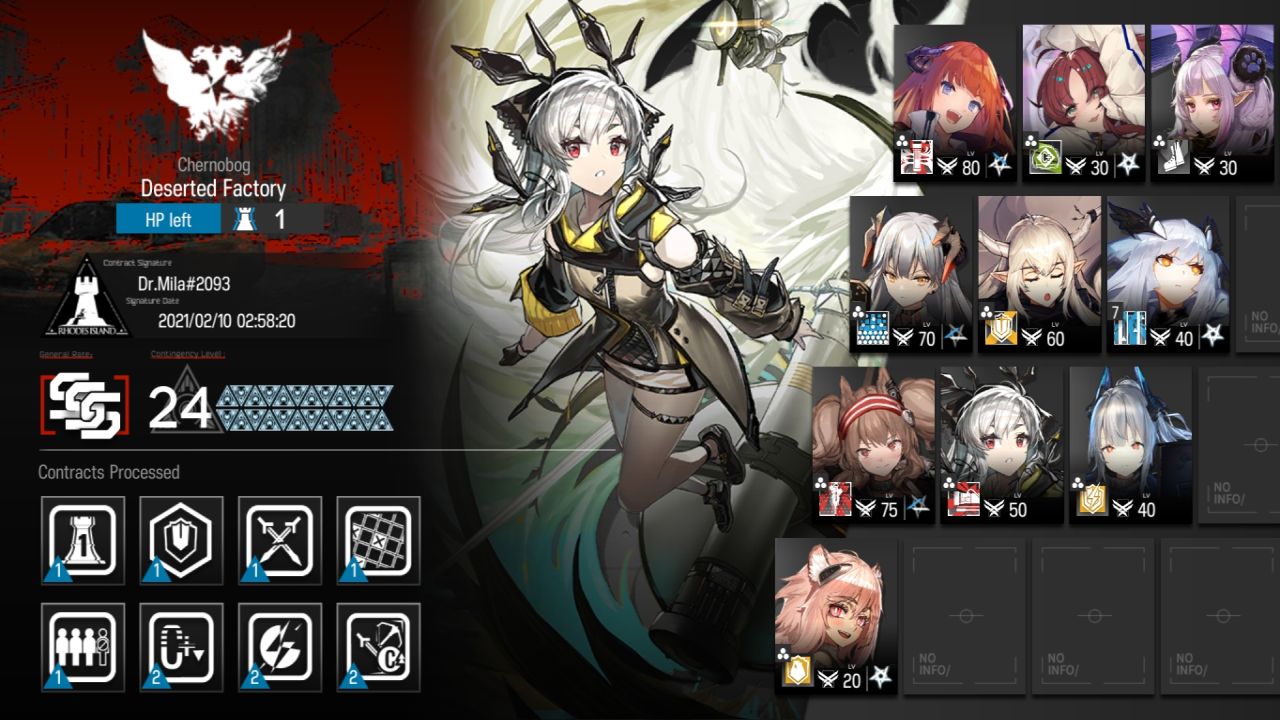 Chernobog
Deserted Factory
HP left 1
Contract Signature
Dr.Mila#2093
Signature Date
2021/02/10 02:58:20
RHODES ISLAND
General Rate:
Contingency Level:
SSS
24
Contracts Processed
1
1 1 1 1
1 2 2 2
LV
80
LV
30
LV
30
LV
70
LV
60
7
LV
40
NO
INFO
LV
75
LV
50
LV
40
NO
INFO/
LV
20
NO
INFO/
NO
INFO/
NO
INFO/